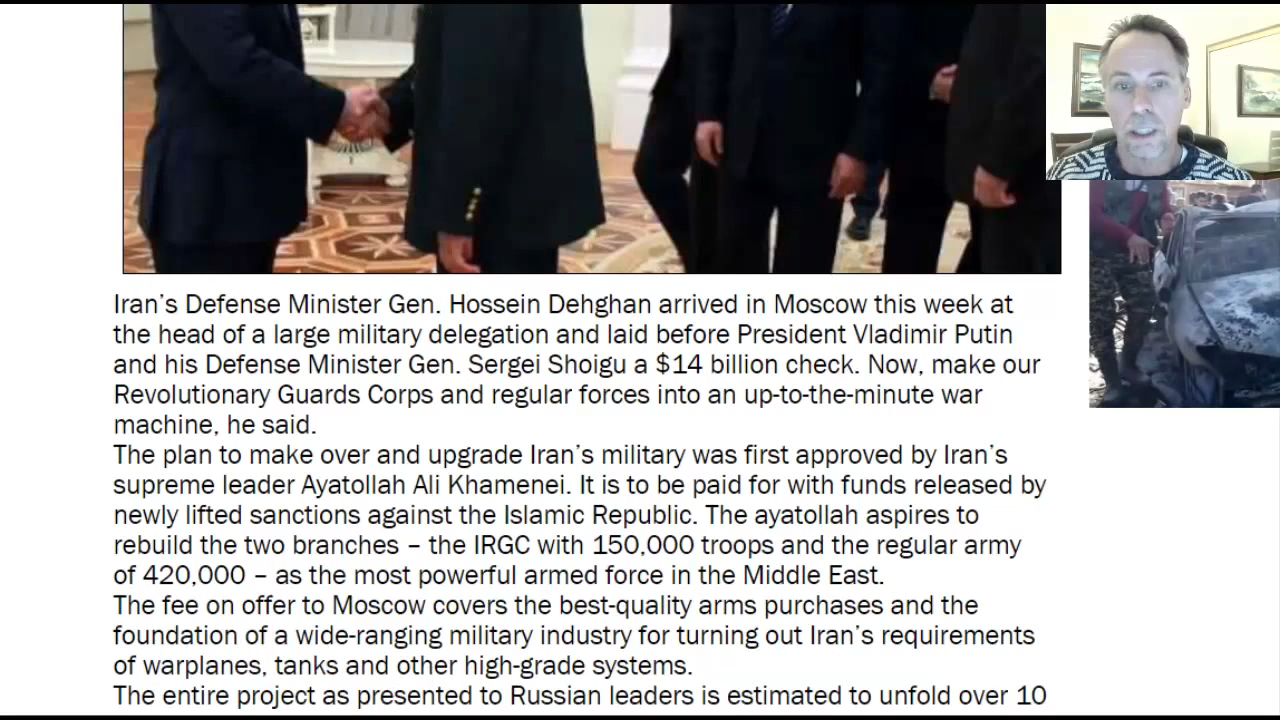 Iran’s Defense Minister Gen. Hossein Dehghan arrived in Moscow this week at
the head of a large military delegation and laid before President Vladimir Putin
and his Defense Minister Gen. Sergei Shoigu a $14 billion check. Now, make our
Revolutionary Guards Corps and regular forces into an up-to-the-minute war
machine, he said.
The plan to make over and upgrade Iran’s military was first approved by Iran’s
supreme leader Ayatollah Ali Khamenei. It is to be paid for with funds released by
newly lifted sanctions against the Islamic Republic. The ayatollah aspires to
rebuild the two branches – the IRGC with 150,000 troops and the regular army
of 420,000 – as the most powerful armed force in the Middle East.
The fee on offer to Moscow covers the best-quality arms purchases and the
foundation of a wide-ranging military industry for turning out Iran’s requirements
of warplanes, tanks and other high-grade systems.
The entire project as presented to Russian leaders is estimated to unfold over 10